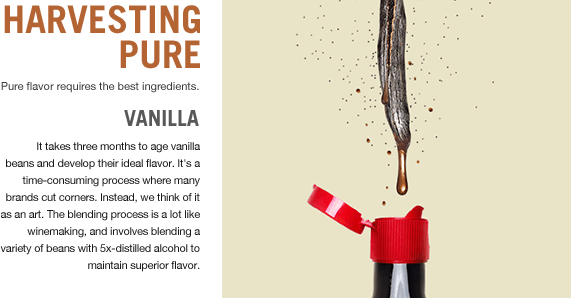 HARVESTING
PURE
Pure flavor requires the best ingredients.
VANILLA
It takes three months to age vanilla
beans and develop their ideal flavor. It's a
time-consuming process where many
brands cut corners. Instead, we think of it
as an art. The blending process is a lot like
winemaking, and involves blending a
variety of beans with 5x-distilled alcohol to
maintain superior flavor.